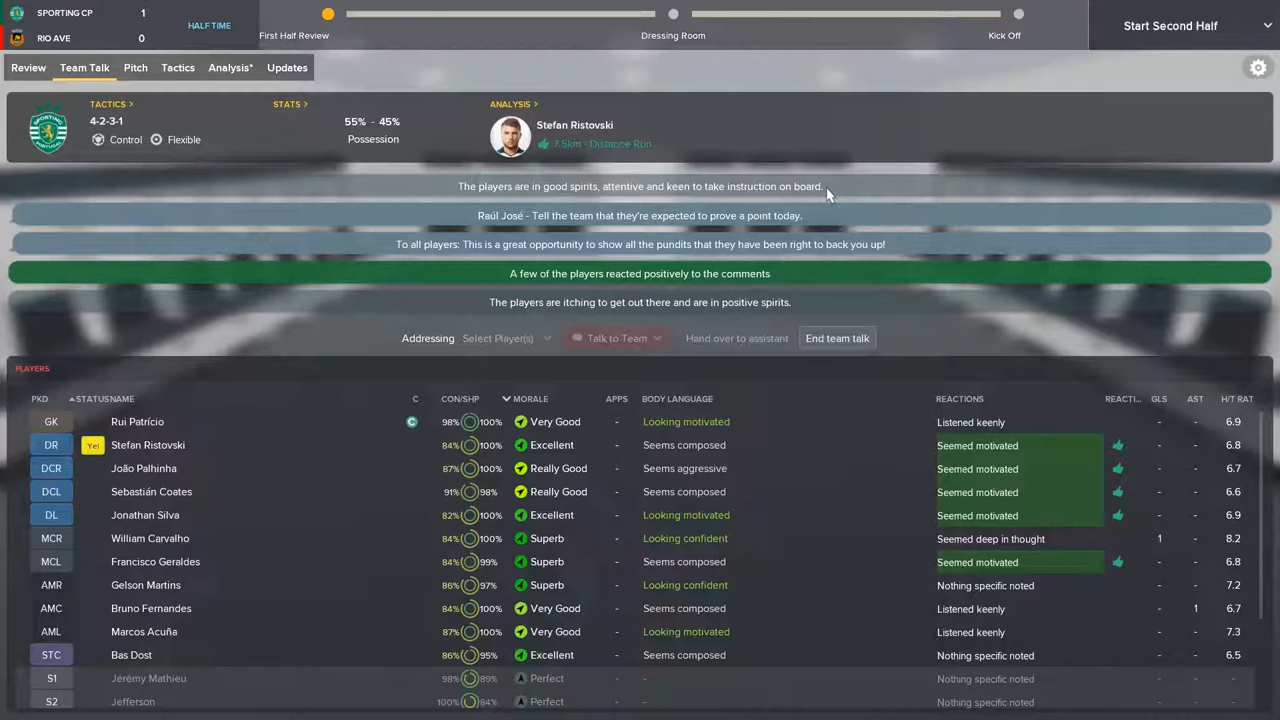 SPORTING CP 1
RIO AVE 0
HALF TIME
First Half Review
Dressing Room
Kick Off
Start Second Half
Review Team Talk Pitch Tactics Analysis* Updates
TACTICS >
4-2-3-1
Control Flexible
STATS >
55% - 45%
Possession
ANALYSIS >
Stefan Ristovski
7.5km - Distance Run
The players are in good spirits, attentive and keen to take instruction on board.
Raúl José - Tell the team that they're expected to prove a point today.
To all players: This is a great opportunity to show all the pundits that they have been right to back you up!
A few of the players reacted positively to the comments
The players are itching to get out there and are in positive spirits.
Addressing Select Player(s) Talk to Team Hand over to assistant End team talk
PLAYERS
PKD STATUS NAME C CON/SHP MORALE APPS BODY LANGUAGE REACTIONS REACTI... GLS AST H/T RAT
GK Rui Patrício C 98% 100% Very Good - Looking motivated Listened keenly - - 6.9
DR Yel Stefan Ristovski 84% 100% Excellent - Seems composed Seemed motivated - - 6.8
DCR João Palhinha 87% 100% Really Good - Seems aggressive Seemed motivated - - 6.7
DCL Sebastián Coates 91% 98% Really Good - Seems composed Seemed motivated - - 6.6
DL Jonathan Silva 82% 100% Excellent - Looking motivated Seemed motivated - - 6.9
MCR William Carvalho 84% 100% Superb - Looking confident Seemed deep in thought 1 - 8.2
MCL Francisco Geraldes 84% 99% Superb - Seems composed Seemed motivated - - 6.8
AMR Gelson Martins 86% 97% Superb - Looking confident Nothing specific noted - - 7.2
AMC Bruno Fernandes 84% 100% Very Good - Seems composed Listened keenly - 1 6.7
AML Marcos Acuña 87% 100% Very Good - Looking motivated Listened keenly - - 7.3
STC Bas Dost 86% 95% Excellent - Seems composed Nothing specific noted - - 6.5
S1 Jérémy Mathieu 98% 89% Perfect - - Nothing specific noted - - -
S2 Jefferson 100% 84% Perfect - - Nothing specific noted - - -